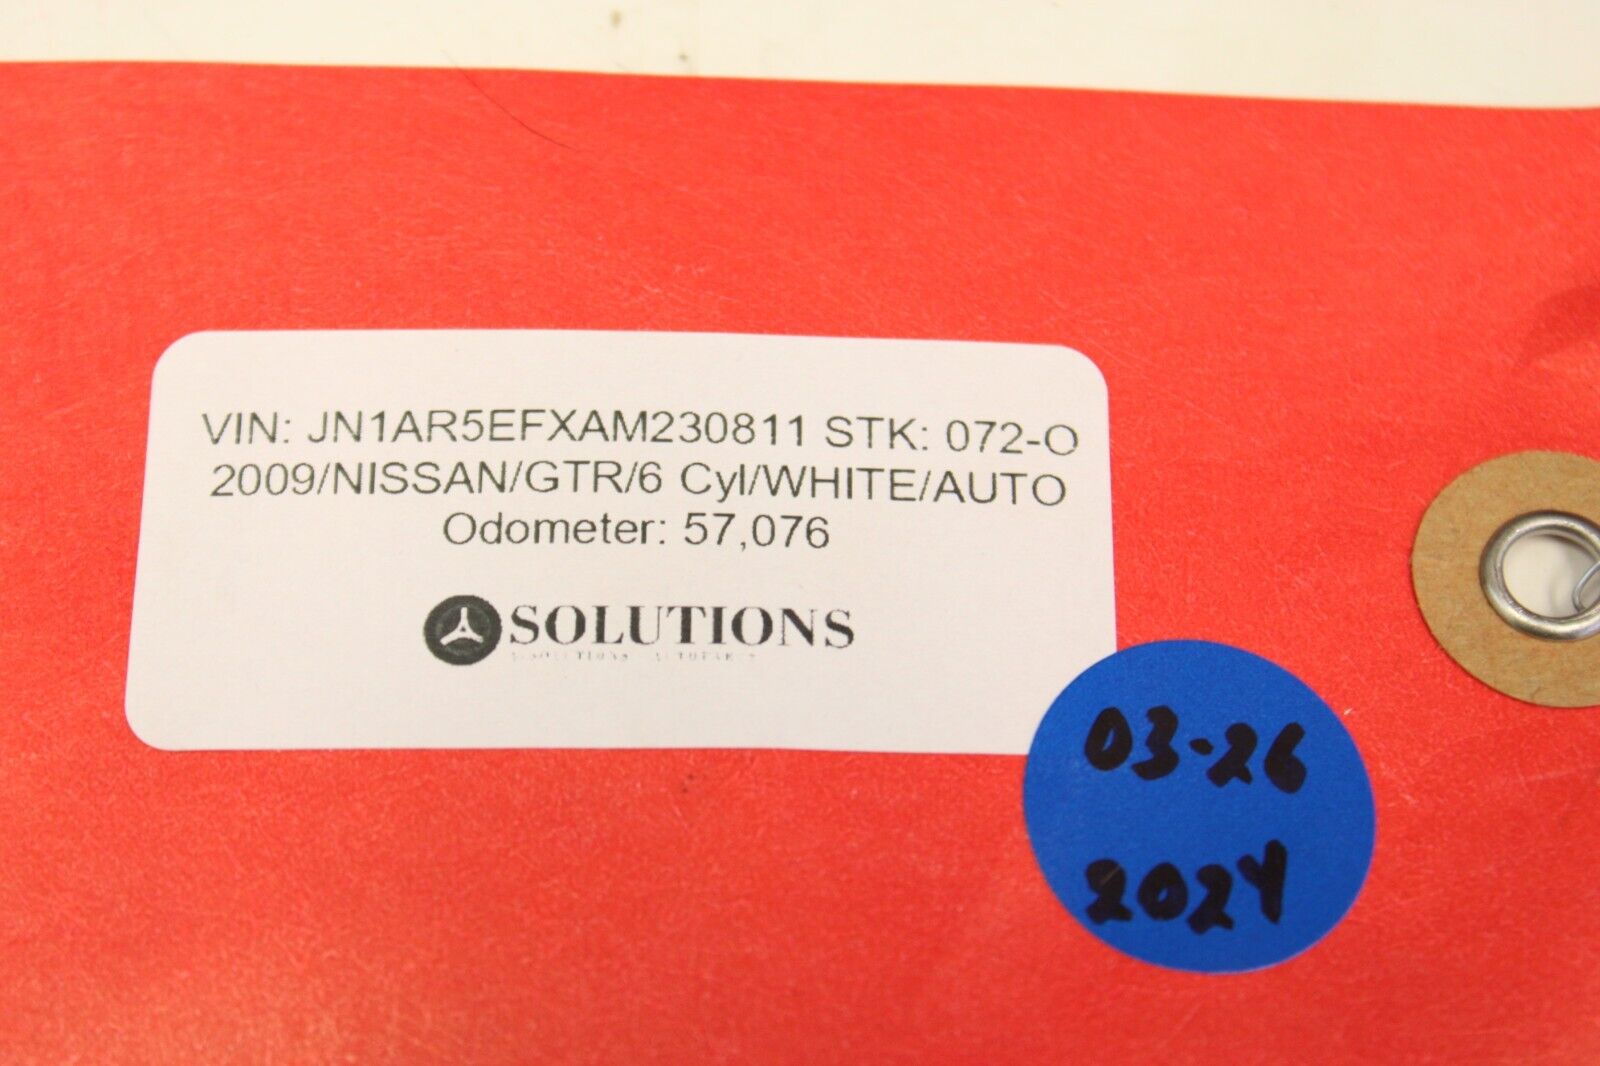 VIN: JN1AR5EFXAM230811 STK: 072-O
2009/NISSAN/GTR/6 Cyl/WHITE/AUTO
Odometer: 57,076
SOLUTIONS
03-26
2024